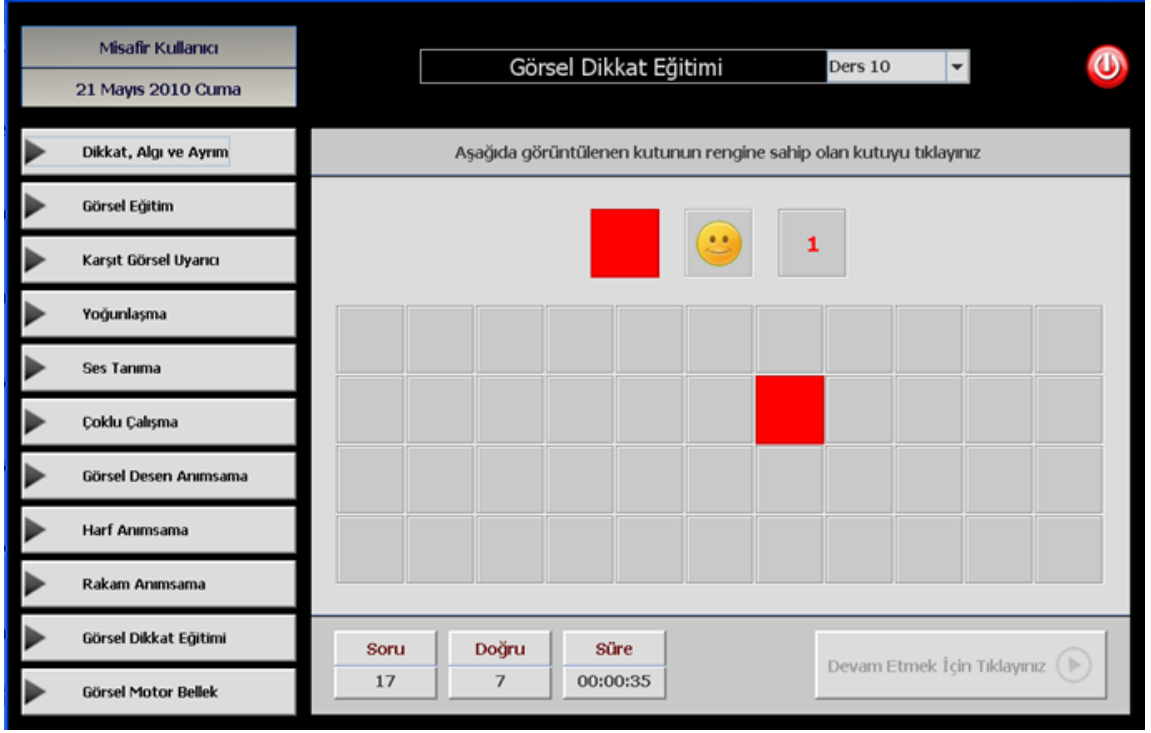 Misafir Kullanıcı
21 Mayıs 2010 Cuma
Görsel Dikkat Eğitimi
Ders 10
Dikkat, Algı ve Ayrım
Görsel Eğitim
Karşıt Görsel Uyarıcı
Yoğunlaşma
Ses Tanıma
Çoklu Çalışma
Görsel Desen Anımsama
Harf Anımsama
Rakam Anımsama
Görsel Dikkat Eğitimi
Görsel Motor Bellek
Aşağıda görüntülenen kutunun rengine sahip olan kutuyu tıklayınız
1
Soru
17
Doğru
7
Süre
00:00:35
Devam Etmek İçin Tıklayınız